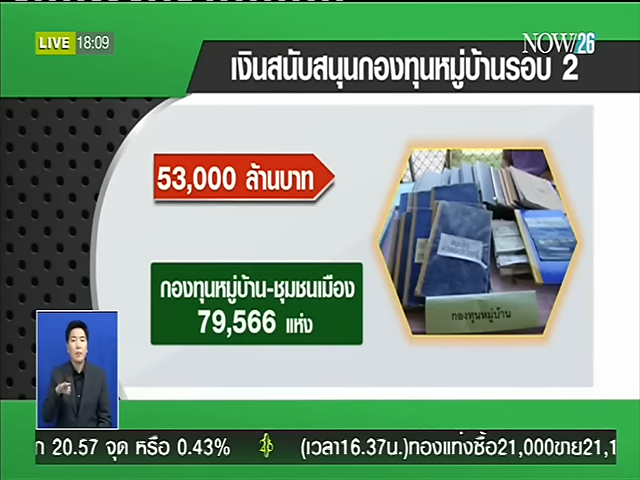 LIVE 18:09
NOW 26
เงินสนับสนุนกองทุนหมู่บ้านรอบ 2
53,000 ล้านบาท
กองทุนหมู่บ้าน-ชุมชนเมือง
79,566 แห่ง
กองทุนหมู่บ้าน
20.57 จุด หรือ 0.43% (เวลา16.37น.)ทองแท่งซื้อ21,000ขาย21,1